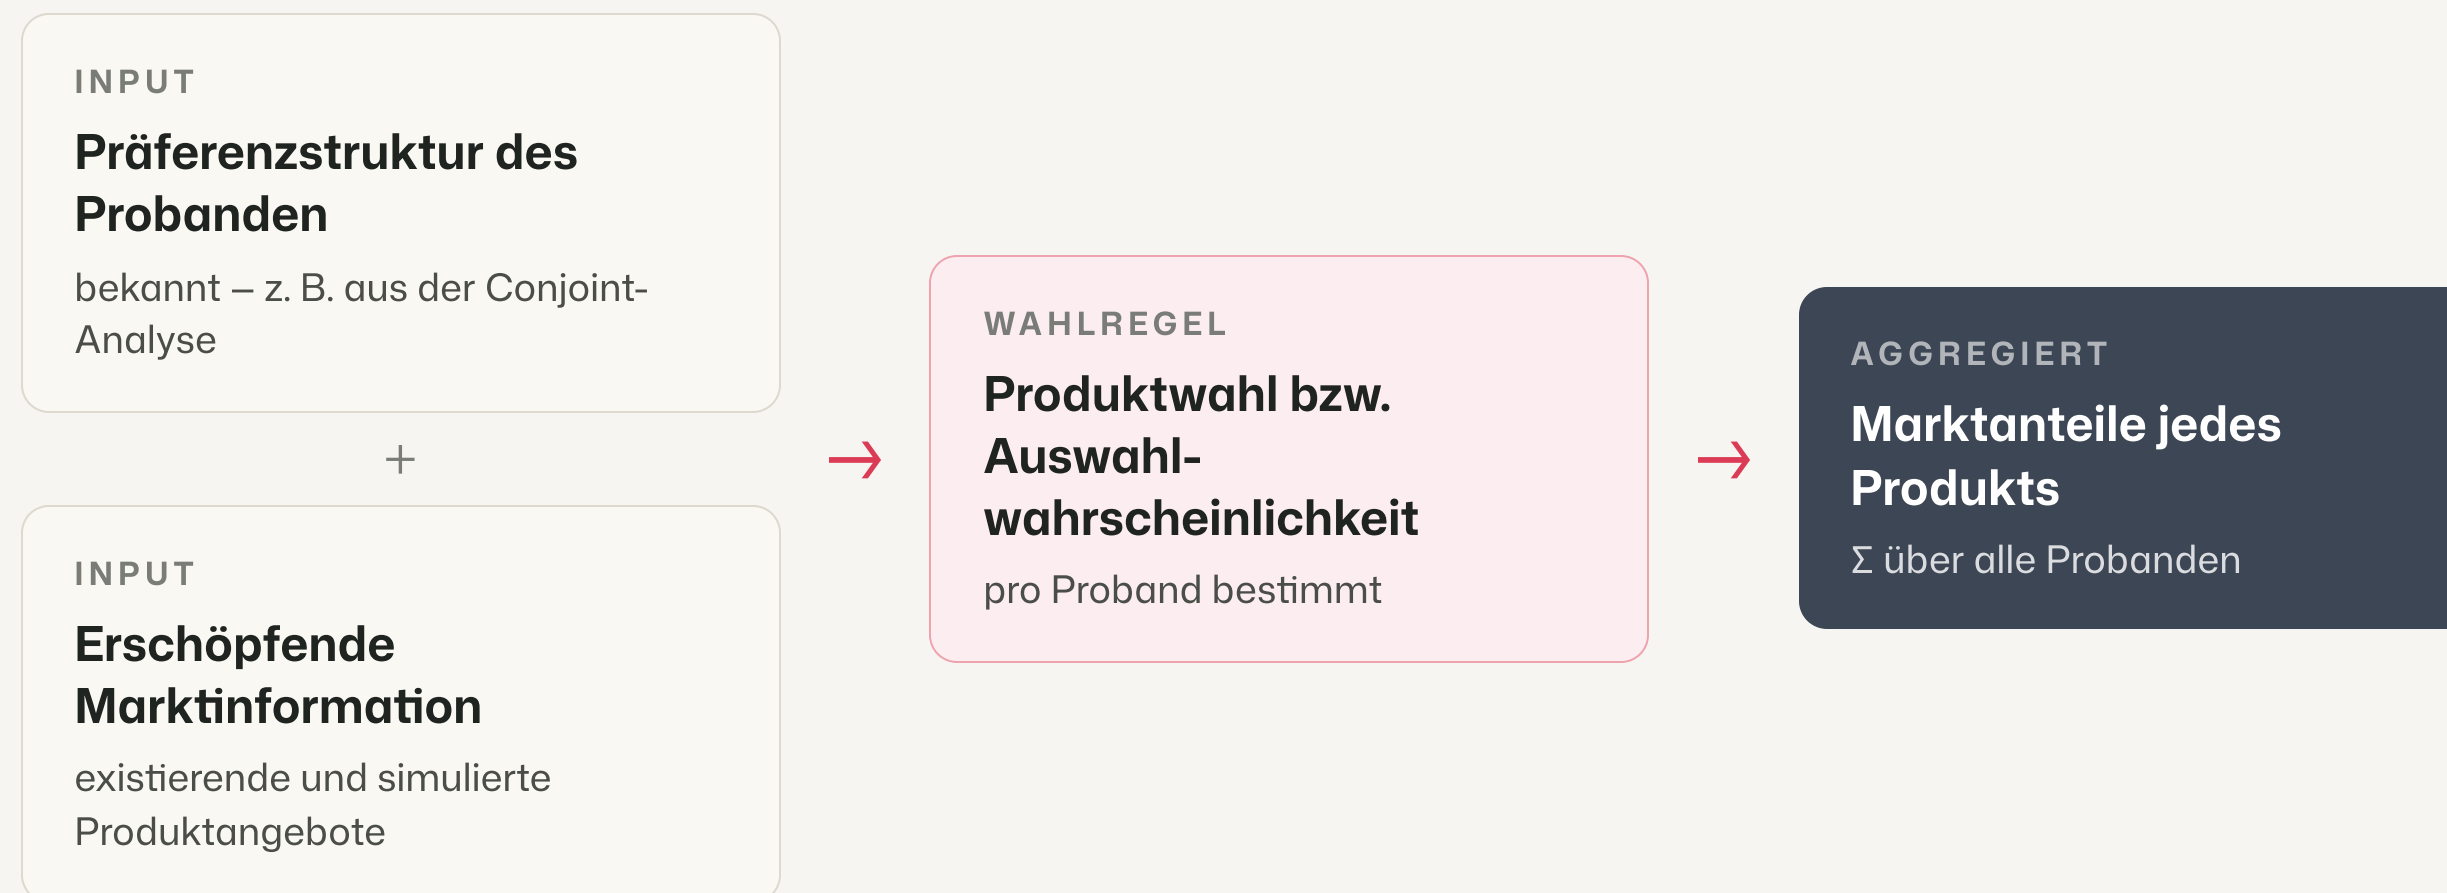 INPUT
Präferenzstruktur des
Probanden
bekannt – z. B. aus der Conjoint-
Analyse
+
INPUT
Erschöpfende
Marktinformation
existierende und simulierte
Produktangebote
→
WAHLREGEL
Produktwahl bzw.
Auswahl-
wahrscheinlichkeit
pro Proband bestimmt
→
AGGREGIERT
Marktanteile jedes
Produkts
Σ über alle Probanden